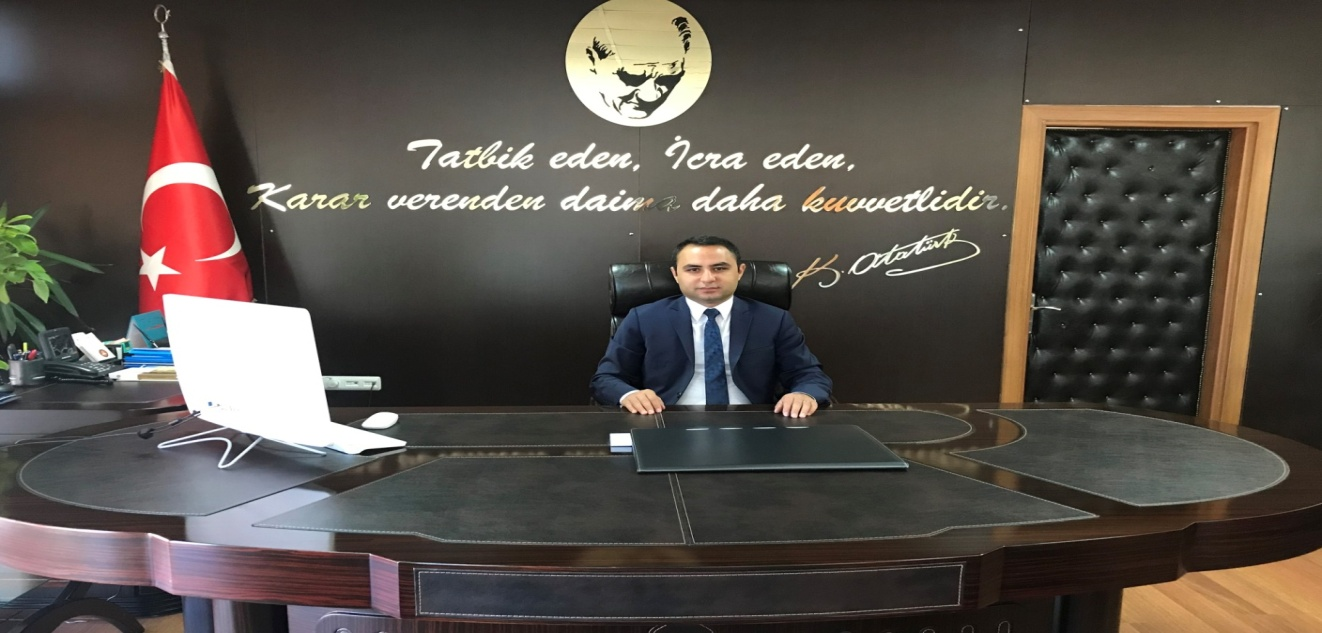 Tatbik eden, İcra eden,
Karar verenden daima daha kuvvetlidir.
K. Atatürk